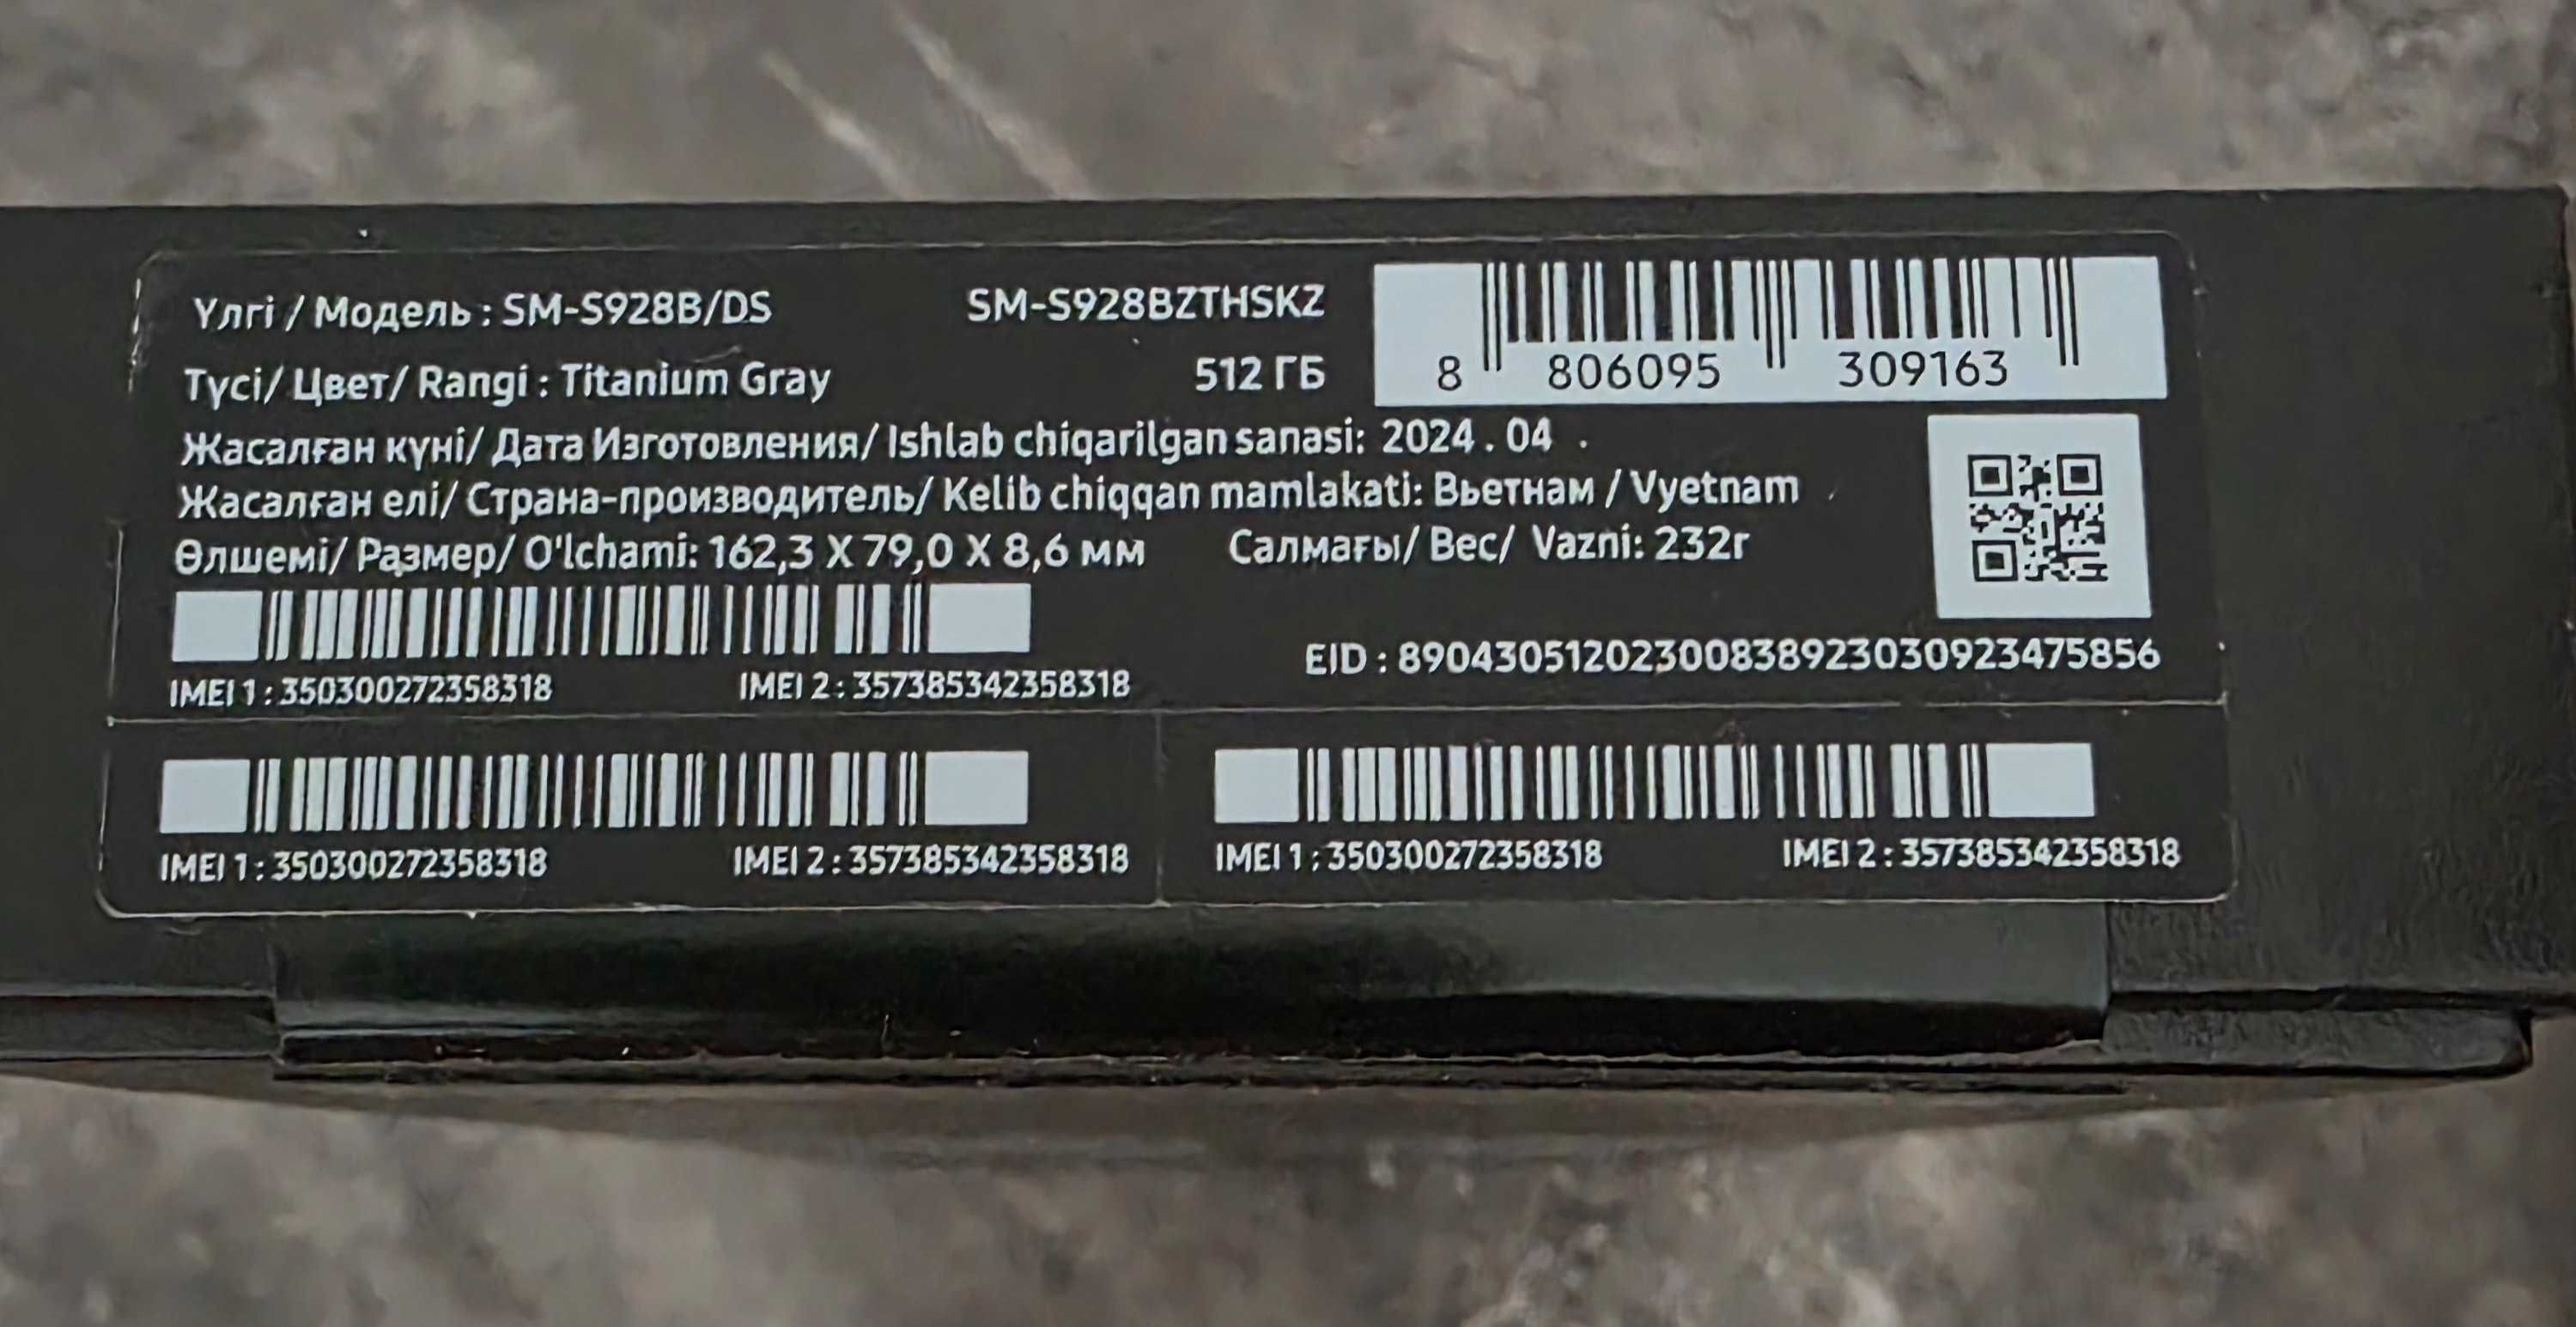 Үлгі / Модель : SM-S928B/DS SM-S928BZTHSKZ
Түсі/ Цвет/ Rangi : Titanium Gray 512 ГБ
8 806095 309163
Жасалған күні/ Дата Изготовления/ Ishlab chiqarilgan sanasi: 2024 . 04 .
Жасалған елі/ Страна-производитель/ Kelib chiqqan mamlakati: Вьетнам / Vyetnam
Өлшемі/ Размер/ O'lchami: 162,3 X 79,0 X 8,6 мм Салмағы/ Вес/ Vazni: 232г
EID : 89043051202300838923030923475856
IMEI 1 : 350300272358318 IMEI 2 : 357385342358318
IMEI 1 : 350300272358318 IMEI 2 : 357385342358318
IMEI 1 : 350300272358318 IMEI 2 : 357385342358318